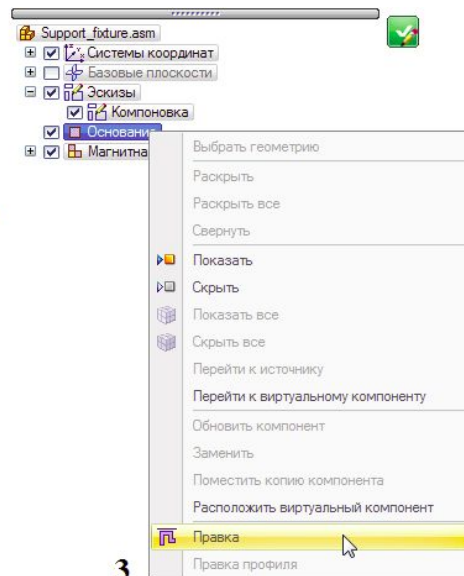 Support_fixture.asm
Системы координат
Базовые плоскости
Эскизы
Компоновка
Основание
Магнитна
Выбрать геометрию
Раскрыть
Раскрыть все
Свернуть
Показать
Скрыть
Показать все
Скрыть все
Перейти к источнику
Перейти к виртуальному компоненту
Обновить компонент
Заменить
Поместить копию компонента
Расположить виртуальный компонент
Правка
3
Правка профиля